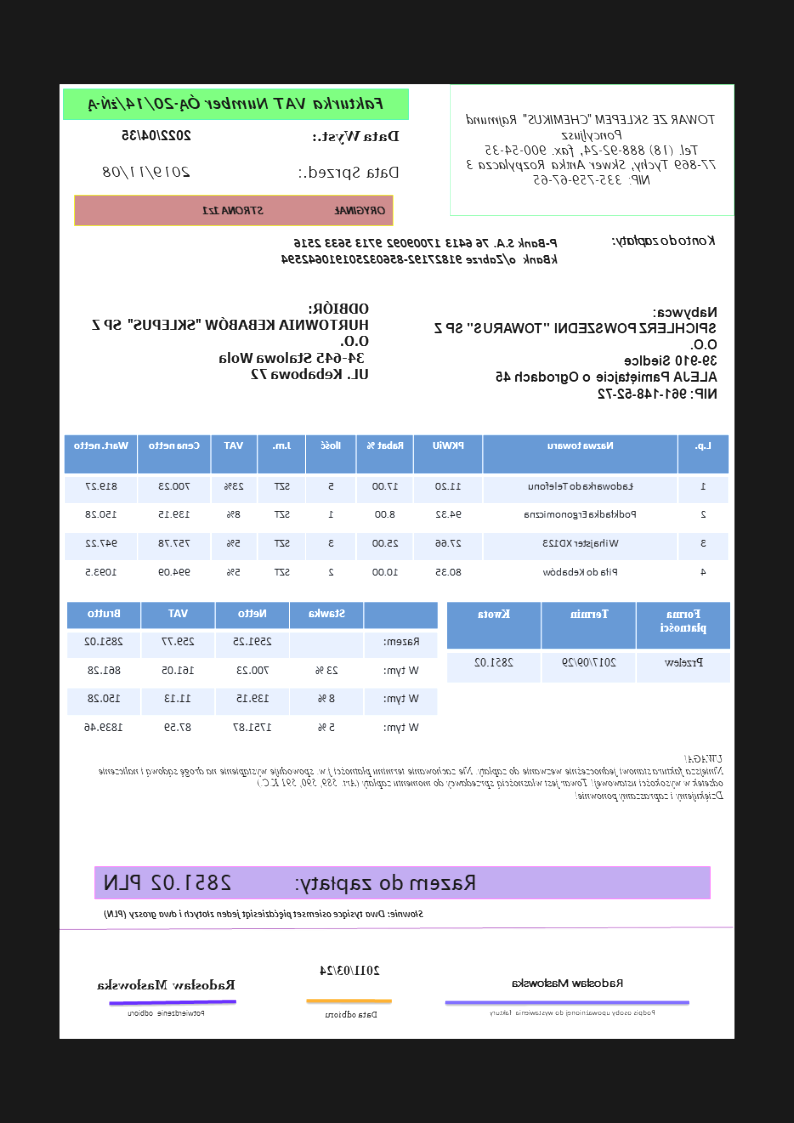 TOWAR ZE SKLEPEM "CHEMIKUS" Rajmund
Poncyljusz
Tel. (18) 888-92-24, fax. 900-54-35
77-869 Tychy, Skwer Antka Rozpylacza 3
NIP: 335-759-67-65
Fakturka VAT Number ÓĄ-20/14/źń-A
Data Wyst.: 2022/04/35
Data Sprzed.: 2019/11/08
ORYGINAŁ STRONA 1z1
Konto do zapłaty: P-Bank S.A. 76 6413 17009092 9713 5633 2516
kBank o/Zabrze 91827192-856032501910642594
Nabywca:
SPICHLERZ POWSZEDNI "TOWARUS" SP Z
O.O.
39-910 Siedlce
ALEJA Pamiętajcie o Ogrodach 45
NIP: 961-148-52-72
ODBIÓR:
HURTOWNIA KEBABÓW "SKLEPUS" SP Z
O.O.
34-645 Stalowa Wola
UL. Kebabowa 72
L.p. Nazwa towaru PKWiU Rabat % Ilość J.m. VAT Cena netto Wart. netto
1 Ładowarka do Telefonu 11.20 17.00 5 SZT 23% 700.23 819.27
2 Podkładka Ergonomiczna 94.32 8.00 1 SZT 8% 139.15 150.28
3 Wihajster XD123 27.66 25.00 3 SZT 5% 757.78 947.22
4 Piła do Kebabów 80.35 10.00 2 SZT 5% 994.09 1093.5
Forma płatności Termin Kwota
Przelew 2017/09/29 2851.02
Stawka Netto VAT Brutto
Razem: 2591.25 259.77 2851.02
W tym: 23 % 700.23 161.05 861.28
W tym: 8 % 139.15 11.13 150.28
W tym: 5 % 1751.87 87.59 1839.46
UWAGA!
Niniejsza faktura stanowi jednocześnie wezwanie do zapłaty. Nie zachowanie terminu płatności j w. spowoduje wystąpienie na drogę sądową i naliczenie
odsetek w wysokości ustawowej! Towar jest własnością sprzedawcy do momentu zapłaty (Art. 589, 590, 591 K.C.)
Dziękujemy i zapraszamy ponownie!
Razem do zapłaty: 2851.02 PLN
Słownie: Dwa tysiące osiemset pięćdziesiąt jeden złotych i dwa groszy (PLN)
Radosław Masłowska
Podpis osoby upoważnionej do wystawienia faktury
2011/03/24
Data odbioru
Radosław Masłowska
Potwierdzenie odbioru